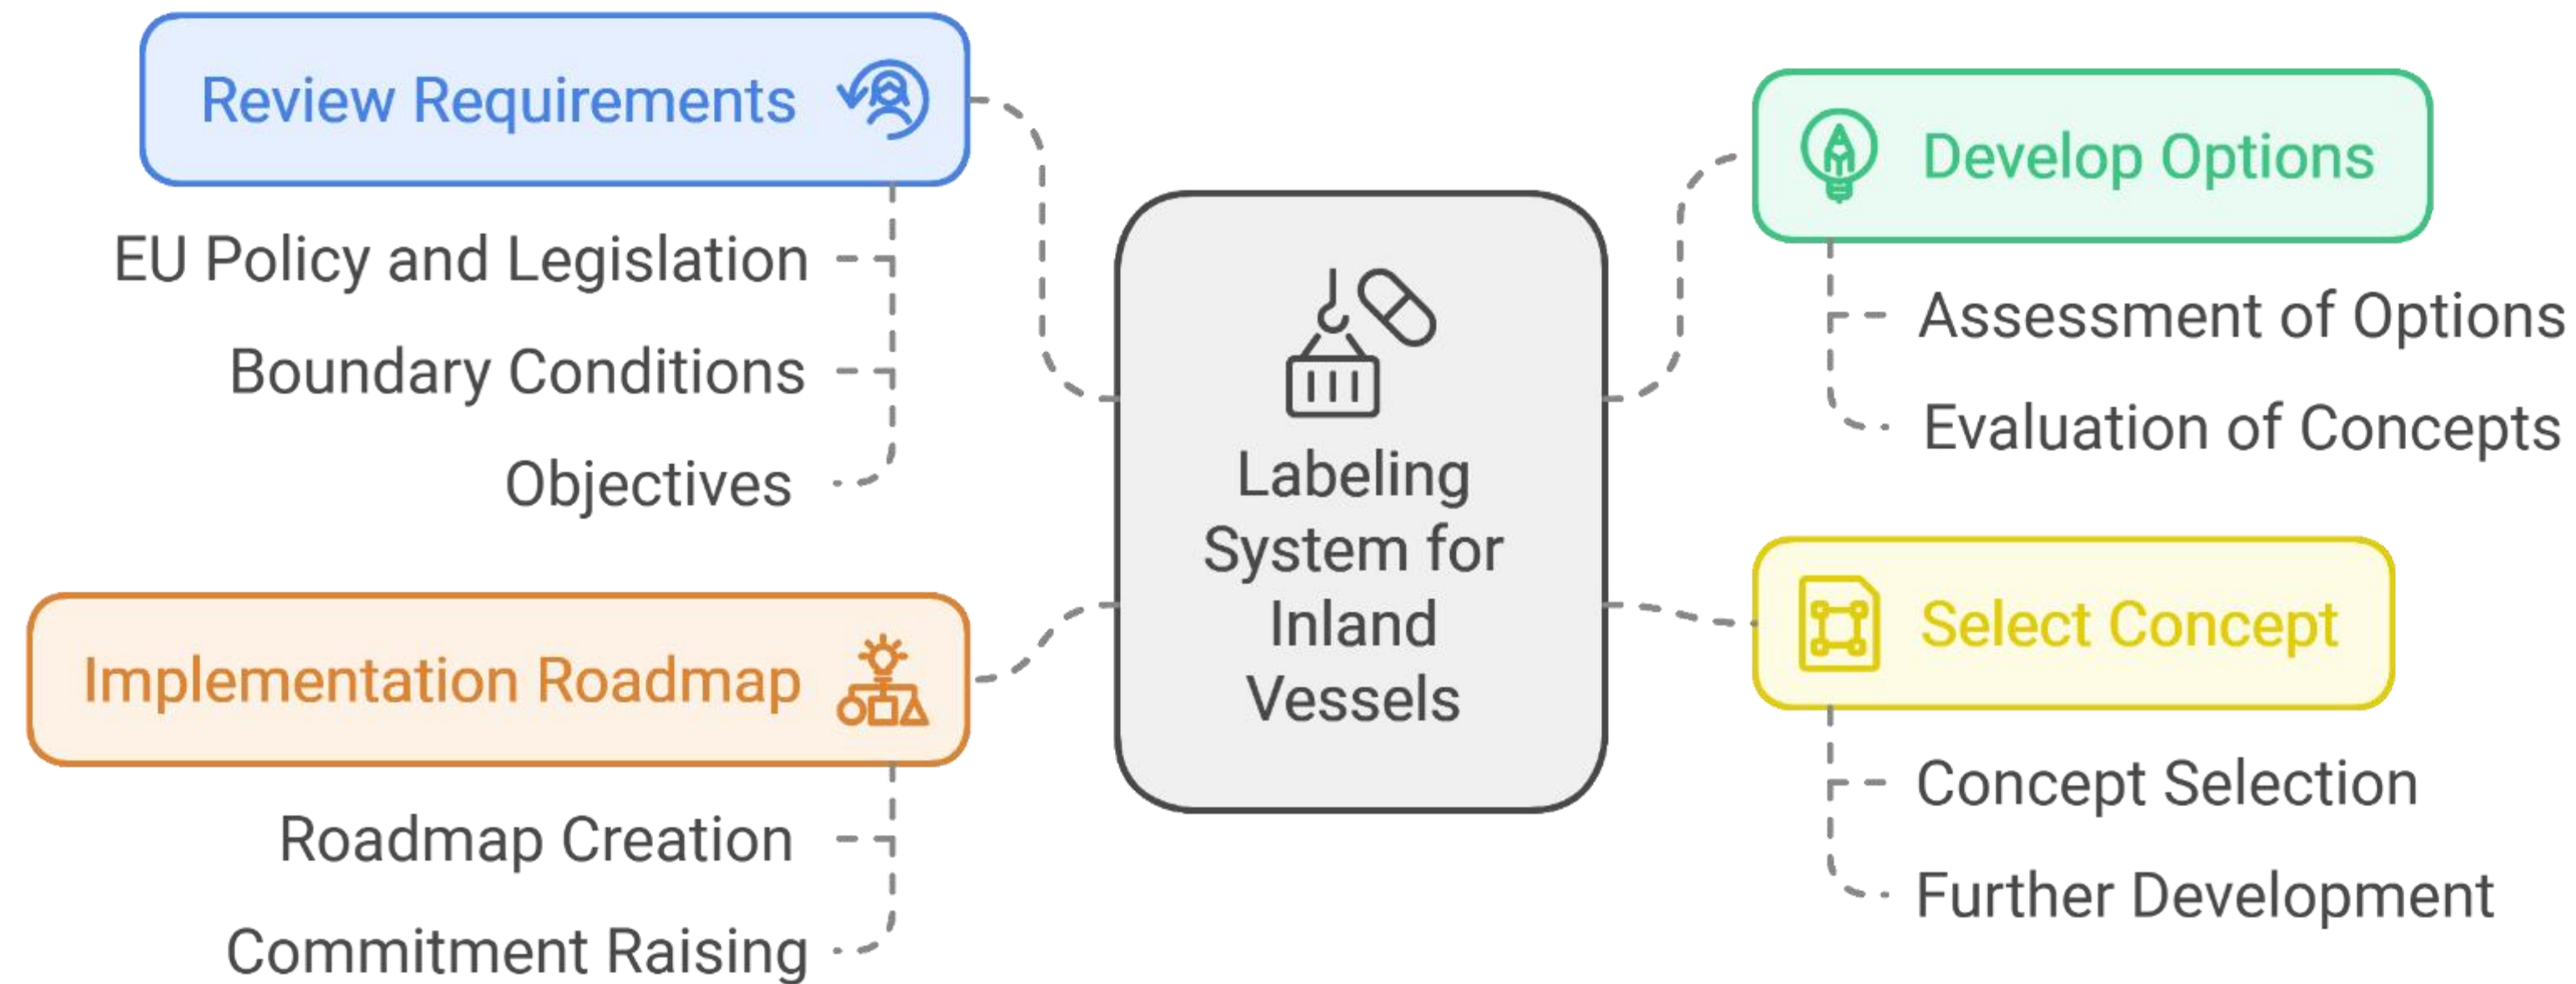 Review Requirements
EU Policy and Legislation
Boundary Conditions
Objectives
Implementation Roadmap
Roadmap Creation
Commitment Raising
Labeling
System for
Inland
Vessels
Develop Options
Assessment of Options
Evaluation of Concepts
Select Concept
Concept Selection
Further Development